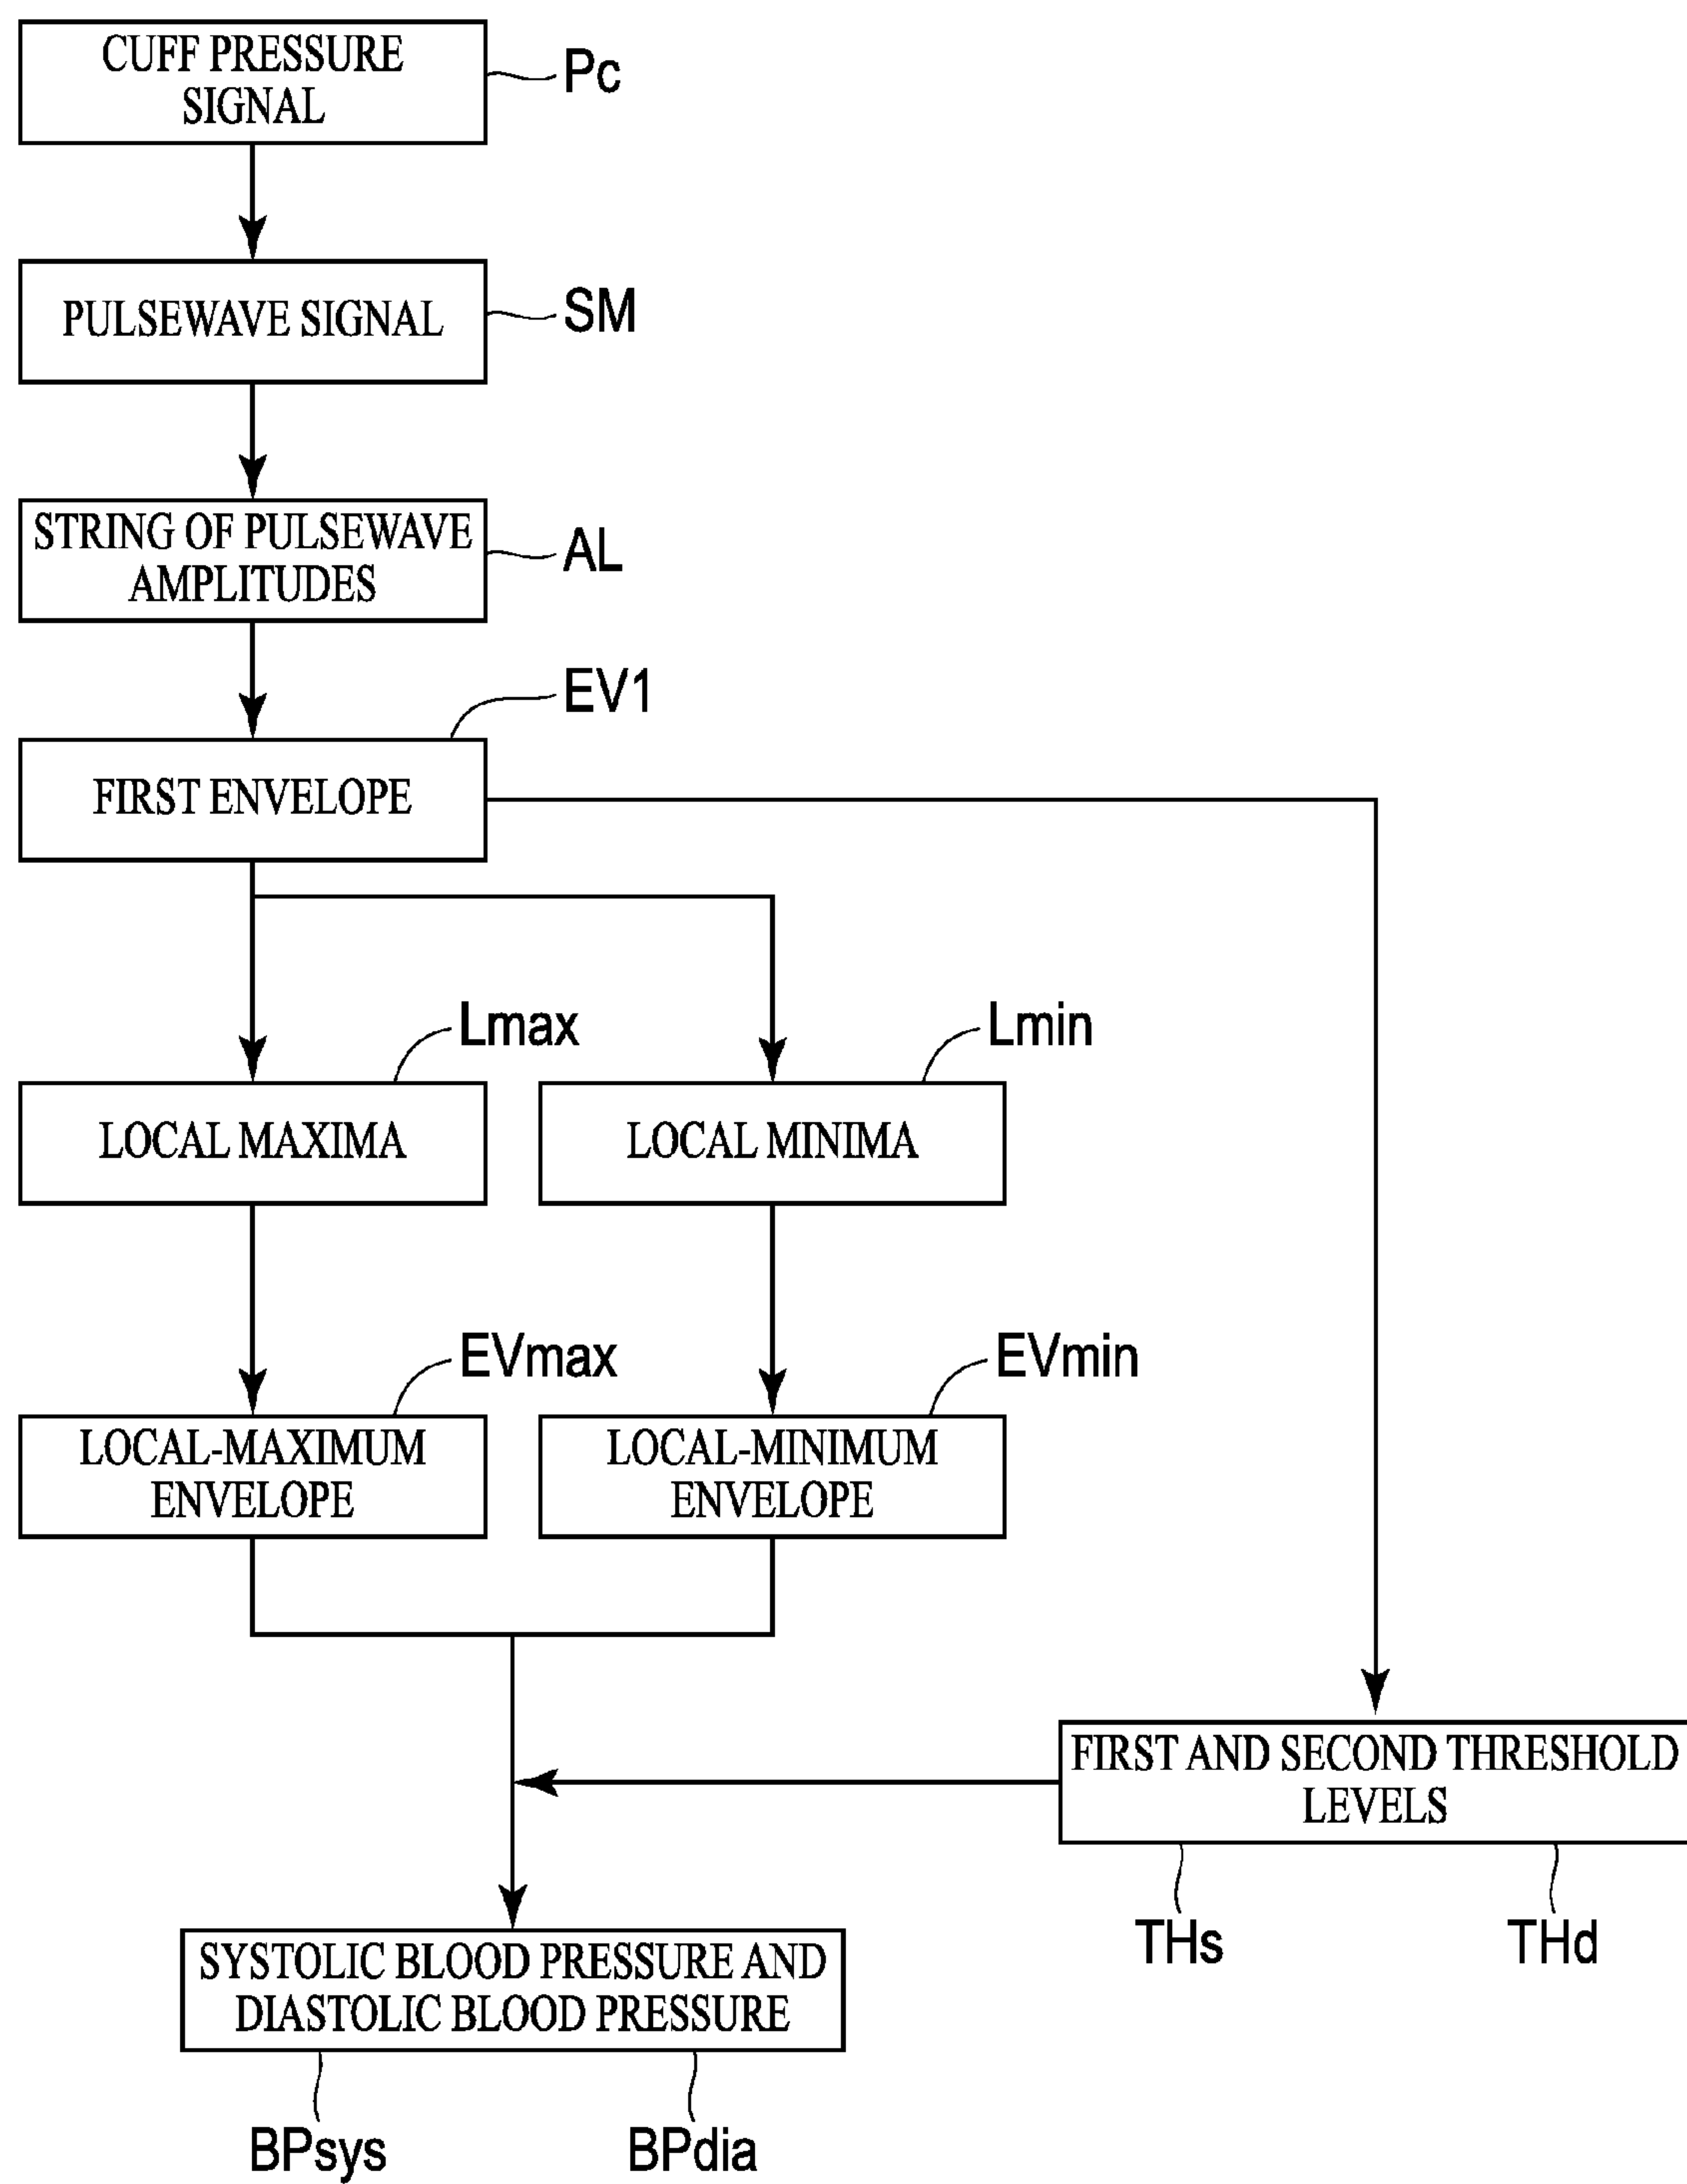 CUFF PRESSURE
SIGNAL
Pc
PULSEWAVE SIGNAL
SM
STRING OF PULSEWAVE
AMPLITUDES
AL
EV1
FIRST ENVELOPE
Lmax
Lmin
LOCAL MAXIMA
LOCAL MINIMA
EVmax
EVmin
LOCAL-MAXIMUM
ENVELOPE
LOCAL-MINIMUM
ENVELOPE
FIRST AND SECOND THRESHOLD
LEVELS
THs
THd
SYSTOLIC BLOOD PRESSURE AND
DIASTOLIC BLOOD PRESSURE
BPsys
BPdia